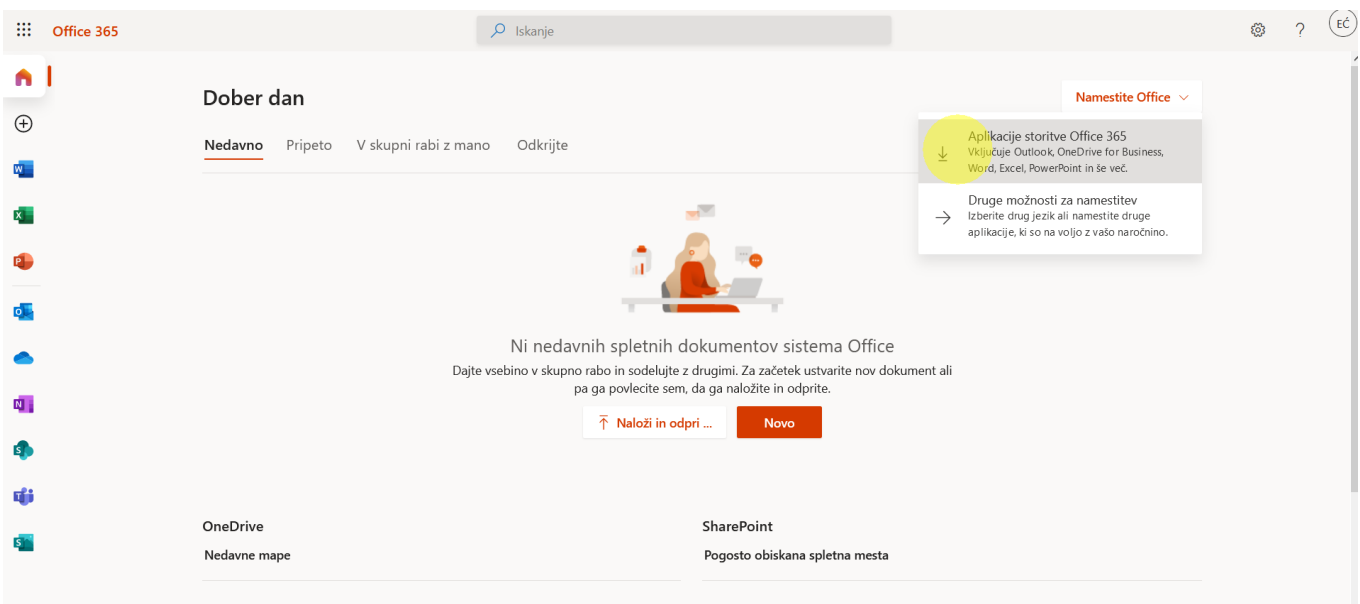 Office 365
Iskanje
?
EĆ
Dober dan
Namestite Office
Nedavno Pripeto V skupni rabi z mano Odkrijte
Aplikacije storitve Office 365
Vključuje Outlook, OneDrive for Business,
Word, Excel, PowerPoint in še več.
Druge možnosti za namestitev
Izberite drug jezik ali namestite druge
aplikacije, ki so na voljo z vašo naročnino.
Ni nedavnih spletnih dokumentov sistema Office
Dajte vsebino v skupno rabo in sodelujte z drugimi. Za začetek ustvarite nov dokument ali
pa ga povlecite sem, da ga naložite in odprite.
Naloži in odpri ... Novo
OneDrive
Nedavne mape
SharePoint
Pogosto obiskana spletna mesta